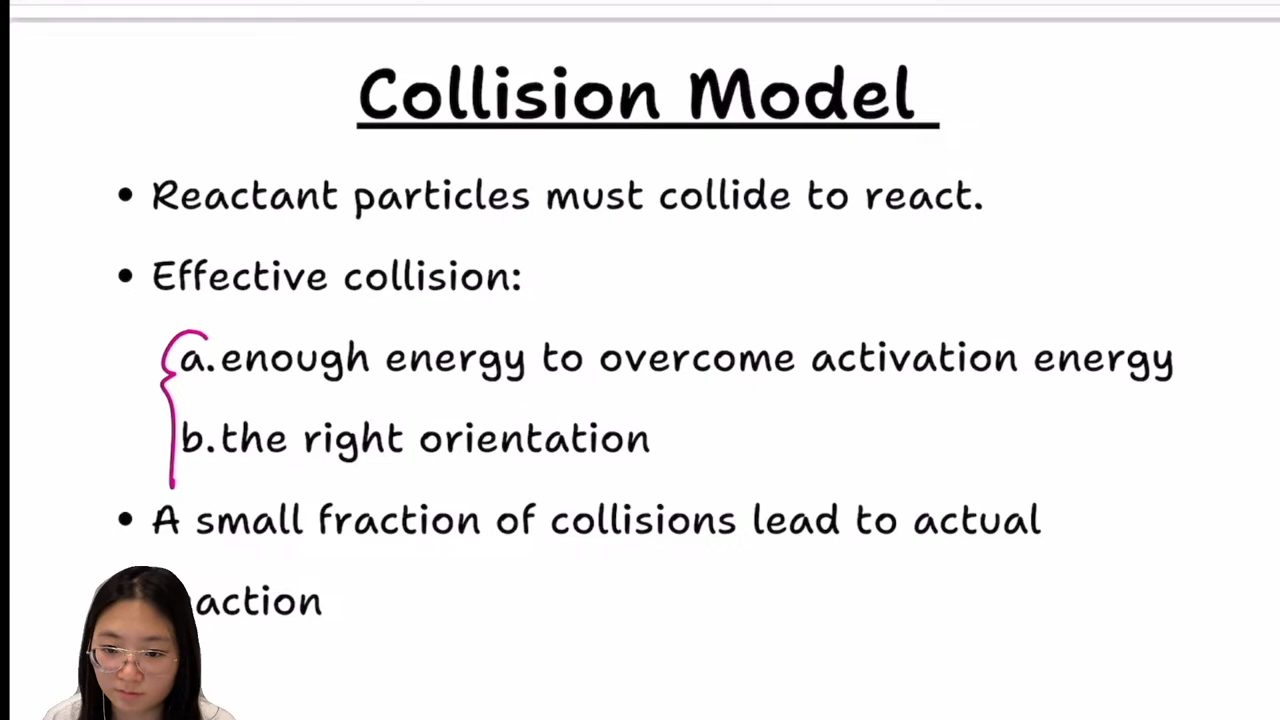 Collision Model
• Reactant particles must collide to react.
• Effective collision:
a. enough energy to overcome activation energy
b. the right orientation
• A small fraction of collisions lead to actual